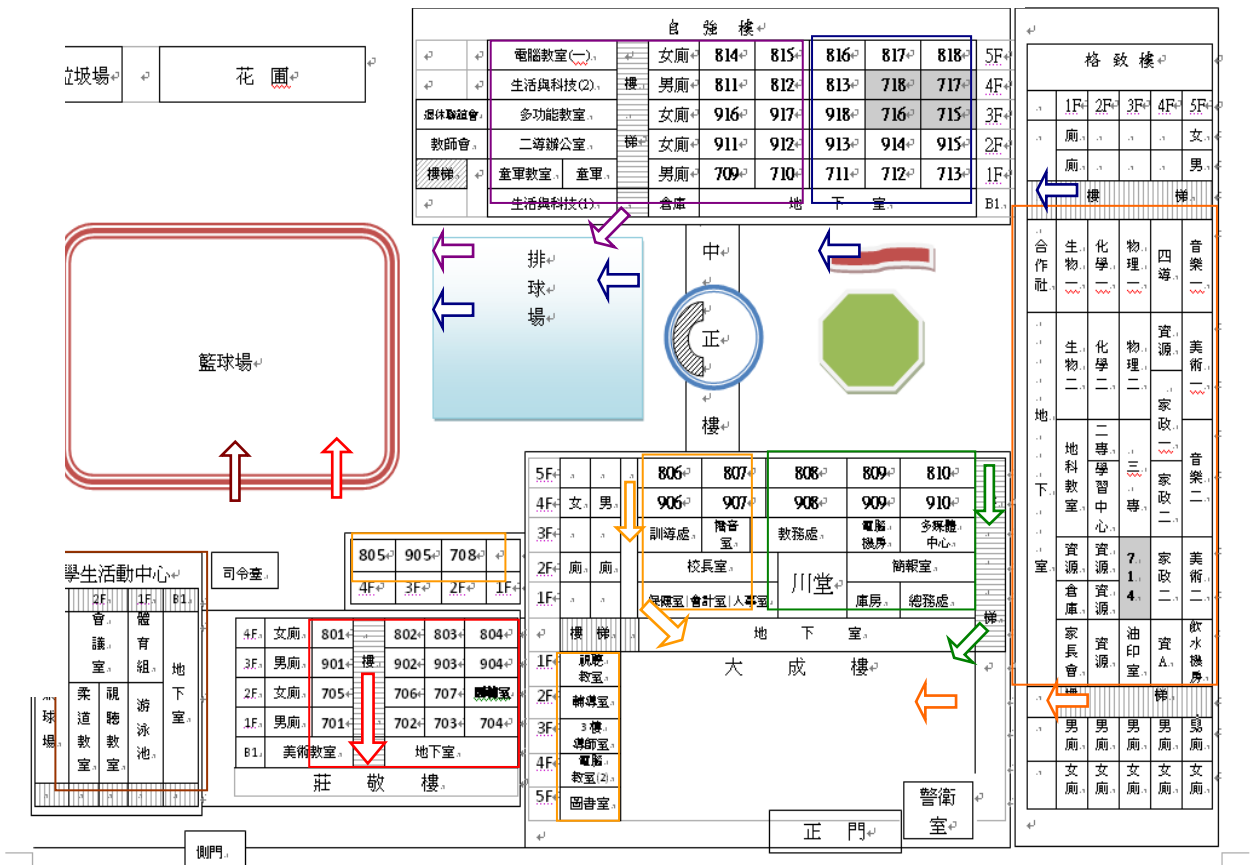 垃圾場
花圃
自強樓
電腦教室(一) 女廁 814 815 816 817 818 5F
生活與科技(2) 樓 男廁 811 812 813 718 717 4F
退休聯誼會 多功能教室 女廁 916 917 918 716 715 3F
教師會 二導辦公室 梯 女廁 911 912 913 914 915 2F
樓梯 童軍教室 童軍 男廁 709 710 711 712 713 1F
生活與科技(1) 倉庫 地下室 B1
排球場
中正樓
籃球場
格致樓
1F 2F 3F 4F 5F
廁 女
廁 男
樓梯
合作社 生物一 化學一 物理一 四導 音樂一
地下室
生物二 化學二 物理二 資源 美術一
家政一
地科教室 二專學習中心 三專 家政二 音樂二
資源倉庫 資源資源 714 家政二 美術二
家長會 資源 油印室 資A 飲水機房
樓梯
男廁 男廁 男廁 男廁 男廁
女廁 女廁 女廁 女廁 女廁
5F 806 807 808 809 810
4F 女 男 906 907 908 909 910
3F 訓導處 播音室 教務處 電腦機房 多媒體中心
2F 廁 廁 校長室 川堂 簡報室
1F 保健室|會計室|人事室 庫房 總務處
梯
樓梯 地下室
大成樓
1F 視聽教室
2F 輔導室
3F 3樓導師室
4F 電腦教室(2)
5F 圖書室
805 905 708
4F 3F 2F 1F
司令臺
學生活動中心
2F 1F B1
會議室 體育組 地下室
球場 柔道教室 視聽教室 游泳池
4F 女廁 801 802 803 804
3F 男廁 901 樓 902 903 904
2F 女廁 705 706 707
1F 男廁 701 702 703 704
B1 美術教室 地下室
莊敬樓
警衛室
正門
側門